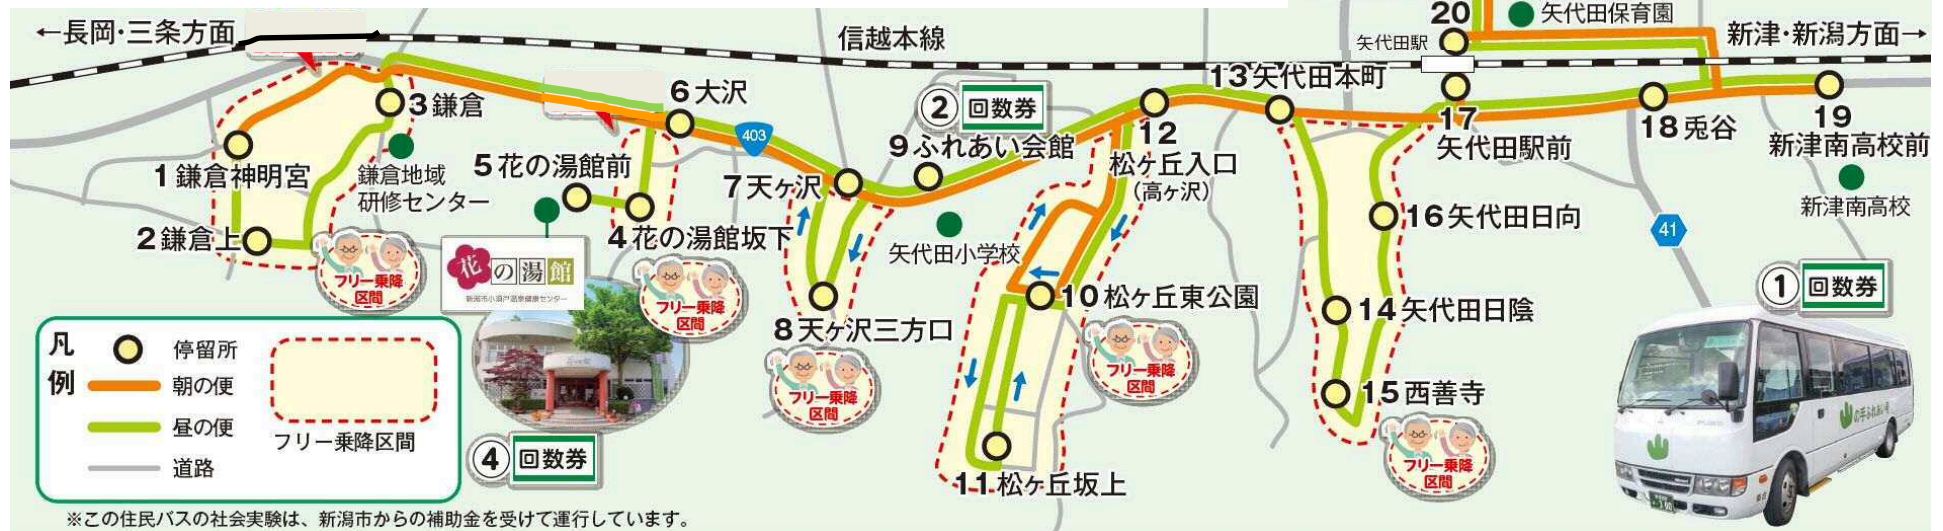 ←長岡・三条方面
信越本線
20
矢代田保育園
矢代田駅
新津・新潟方面→
3 鎌倉
6 大沢
② 回数券
13 矢代田本町
403
12
松ヶ丘入口
(高ヶ沢)
17
矢代田駅前
18 兎谷
19
新津南高校前
新津南高校
1 鎌倉神明宮
鎌倉地域
研修センター
5 花の湯館前
7 天ヶ沢
9 ふれあい会館
矢代田小学校
2 鎌倉上
4 花の湯館坂下
16 矢代田日向
41
フリー乗降
区間
花の湯館
新潟市小須戸温泉健康センター
フリー乗降
区間
8 天ヶ沢三方口
フリー乗降
区間
10 松ヶ丘東公園
フリー乗降
区間
14 矢代田日陰
① 回数券
15 西善寺
フリー乗降
区間
11 松ヶ丘坂上
④ 回数券
凡例
停留所
朝の便
昼の便
道路
フリー乗降区間
※この住民バスの社会実験は、新潟市からの補助金を受けて運行しています。